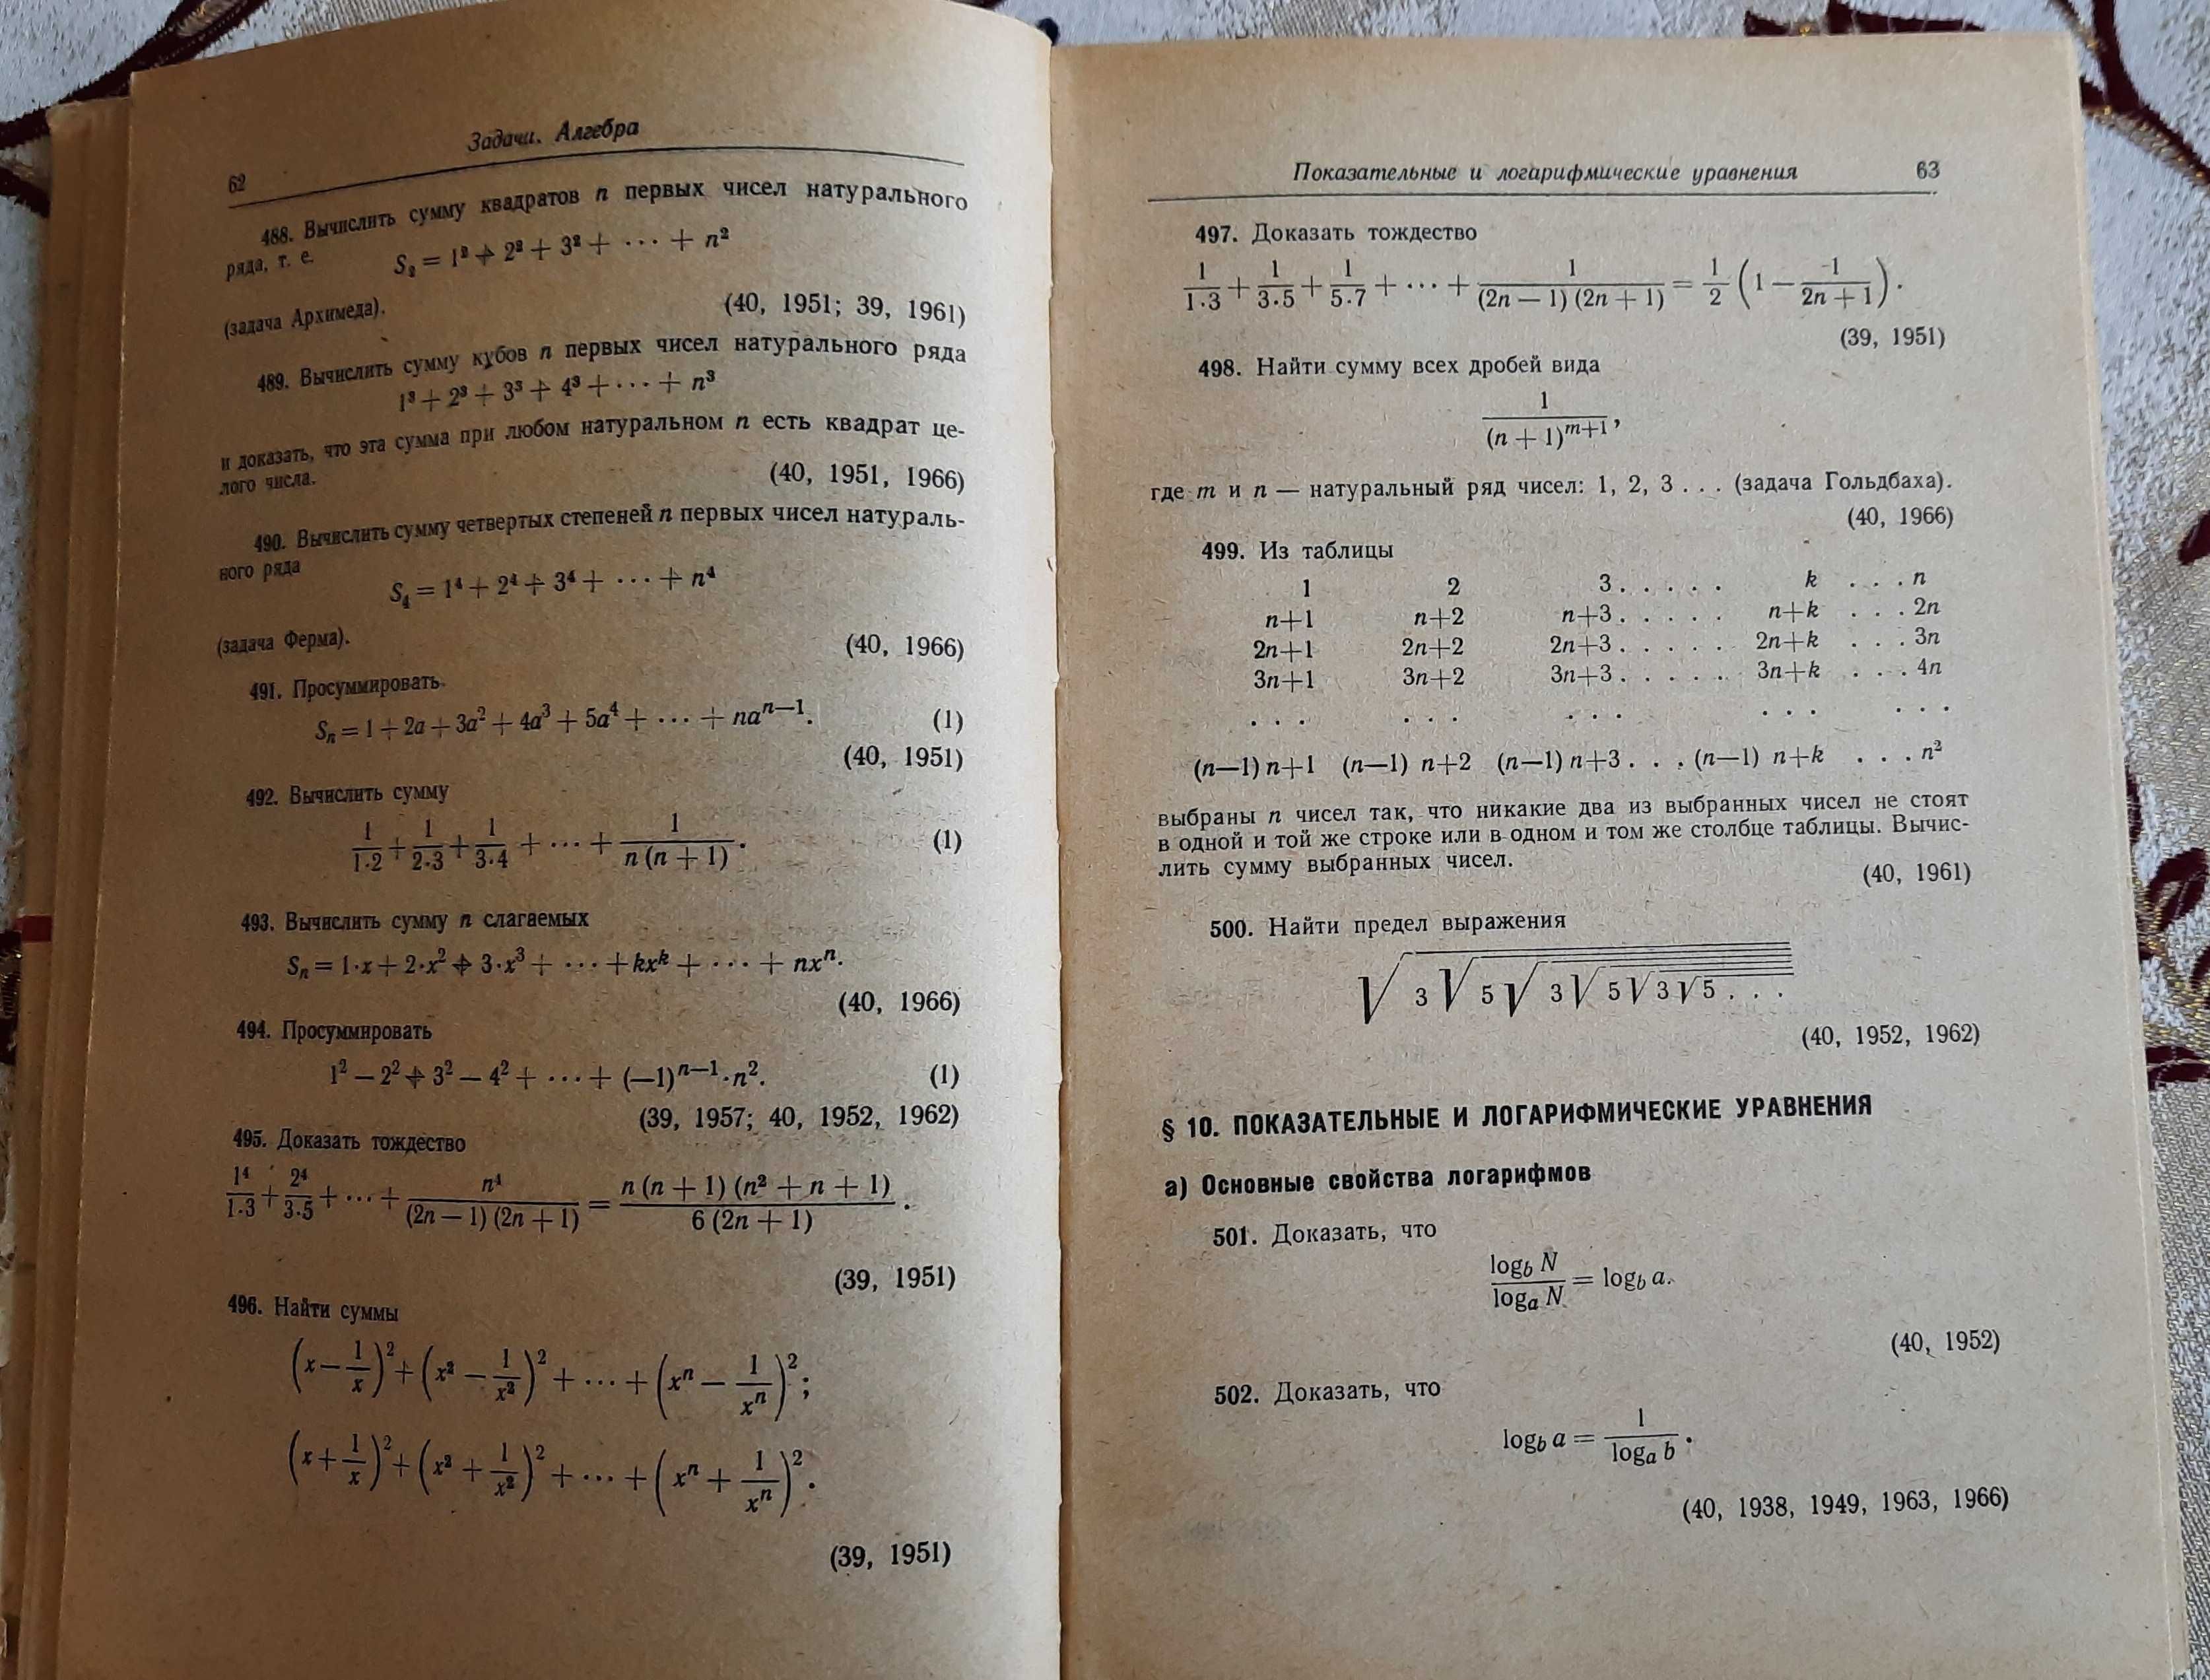 62
Задачи. Алгебра
488. Вычислить сумму квадратов n первых чисел натурального
ряда, т. е.
S₂ = 1² + 2² + 3² + ⋯ + n²
(задача Архимеда).
(40, 1951; 39, 1961)
489. Вычислить сумму кубов n первых чисел натурального ряда
1³ + 2³ + 3³ + 4³ + ⋯ + n³
и доказать, что эта сумма при любом натуральном n есть квадрат це-
лого числа.
(40, 1951, 1966)
490. Вычислить сумму четвертых степеней n первых чисел натураль-
ного ряда
S₄ = 1⁴ + 2⁴ + 3⁴ + ⋯ + n⁴
(задача Ферма).
(40, 1966)
491. Просуммировать
Sₙ = 1 + 2a + 3a² + 4a³ + 5a⁴ + ⋯ + naⁿ⁻¹. (1)
(40, 1951)
492. Вычислить сумму
1/(1·2) + 1/(2·3) + 1/(3·4) + ⋯ + 1/(n (n + 1)). (1)
493. Вычислить сумму n слагаемых
Sₙ = 1·x + 2·x² + 3·x³ + ⋯ + kxᵏ + ⋯ + nxⁿ.
(40, 1966)
494. Просуммировать
1² − 2² + 3² − 4² + ⋯ + (−1)ⁿ⁻¹·n². (1)
(39, 1957; 40, 1952, 1962)
495. Доказать тождество
1⁴/(1·3) + 2⁴/(3·5) + ⋯ + n⁴/((2n − 1) (2n + 1)) = n (n + 1) (n² + n + 1)/(6 (2n + 1)).
(39, 1951)
496. Найти суммы
(x − 1/x)² + (x² − 1/x²)² + ⋯ + (xⁿ − 1/xⁿ)²;
(x + 1/x)² + (x² + 1/x²)² + ⋯ + (xⁿ + 1/xⁿ)².
(39, 1951)
Показательные и логарифмические уравнения 63
497. Доказать тождество
1/(1·3) + 1/(3·5) + 1/(5·7) + ⋯ + 1/((2n − 1) (2n + 1)) = 1/2 (1 − 1/(2n + 1)).
(39, 1951)
498. Найти сумму всех дробей вида
1/(n + 1)ᵐ⁺¹,
где m и n — натуральный ряд чисел: 1, 2, 3 . . . (задача Гольдбаха).
(40, 1966)
499. Из таблицы
1 2 3 . . . . . k . . . n
n+1 n+2 n+3 . . . . . n+k . . . 2n
2n+1 2n+2 2n+3 . . . . . 2n+k . . . 3n
3n+1 3n+2 3n+3 . . . . . 3n+k . . . 4n
. . . . . . . . . . . . . . .
(n—1) n+1 (n—1) n+2 (n—1) n+3 . . . (n—1) n+k . . . n²
выбраны n чисел так, что никакие два из выбранных чисел не стоят
в одной и той же строке или в одном и том же столбце таблицы. Вычис-
лить сумму выбранных чисел.
(40, 1961)
500. Найти предел выражения
√(3√(5√(3√(5√(3√(5 . . .
(40, 1952, 1962)
§ 10. ПОКАЗАТЕЛЬНЫЕ И ЛОГАРИФМИЧЕСКИЕ УРАВНЕНИЯ
а) Основные свойства логарифмов
501. Доказать, что
log_b N / log_a N = log_b a.
(40, 1952)
502. Доказать, что
log_b a = 1/log_a b.
(40, 1938, 1949, 1963, 1966)